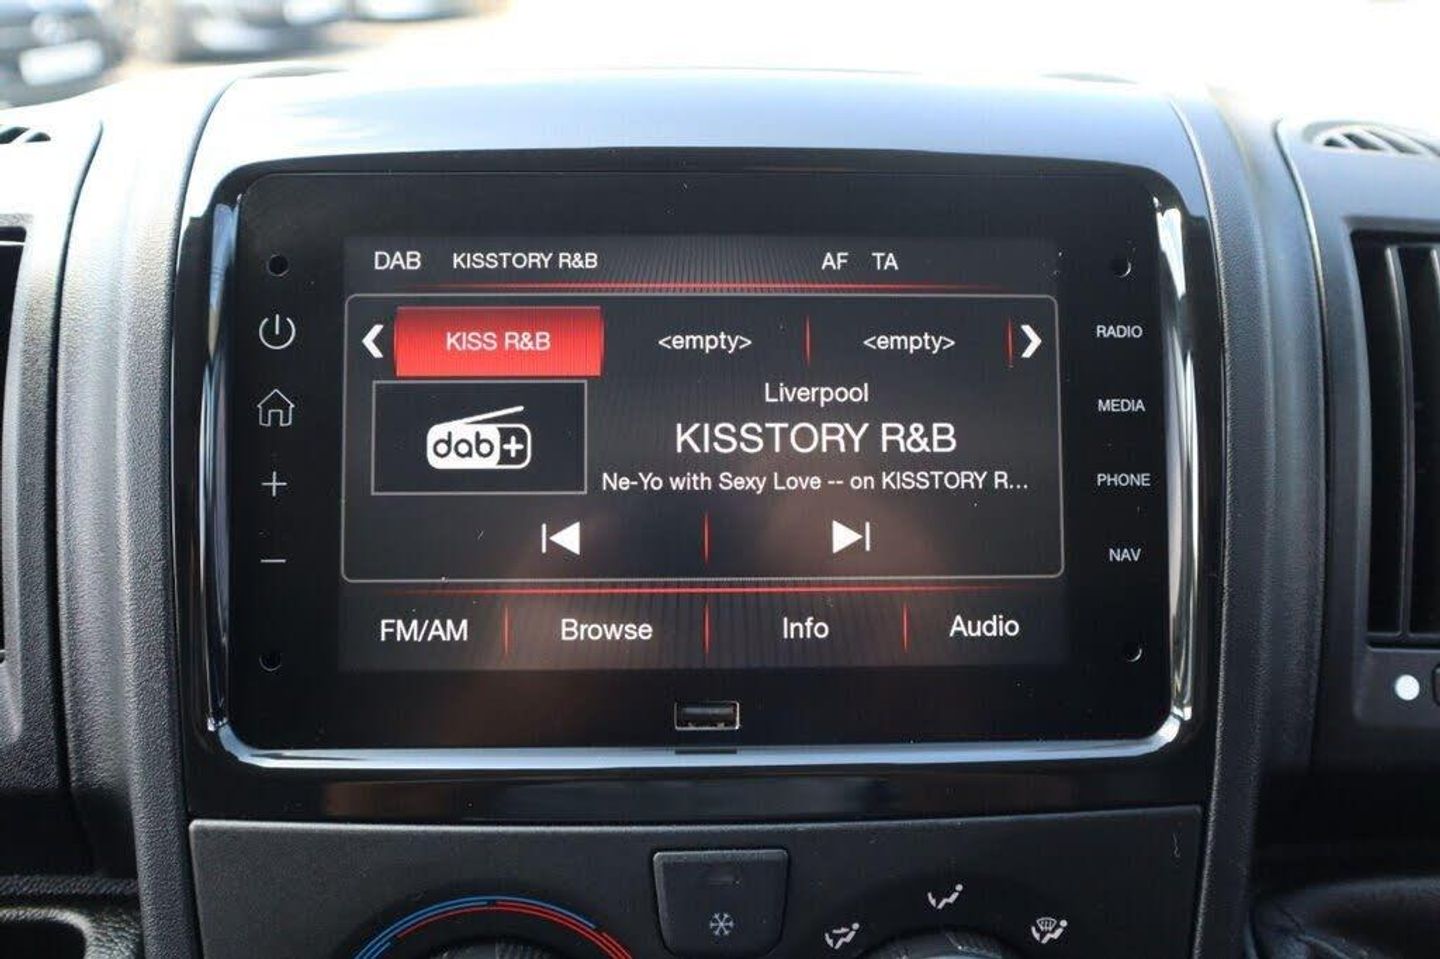 DAB KISSTORY R&B AF TA
KISS R&B <empty> <empty>
RADIO
Liverpool
MEDIA
dab+
KISSTORY R&B
Ne-Yo with Sexy Love -- on KISSTORY R...
PHONE
NAV
FM/AM Browse Info Audio